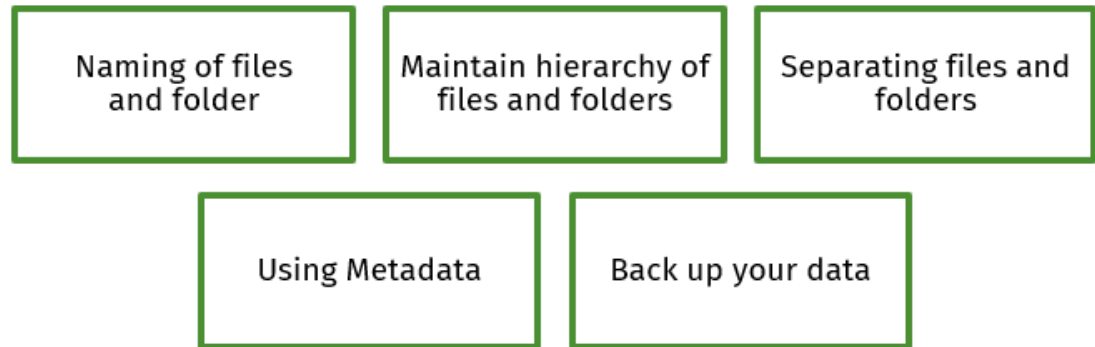 Naming of files
and folder
Maintain hierarchy of
files and folders
Separating files and
folders
Using Metadata
Back up your data